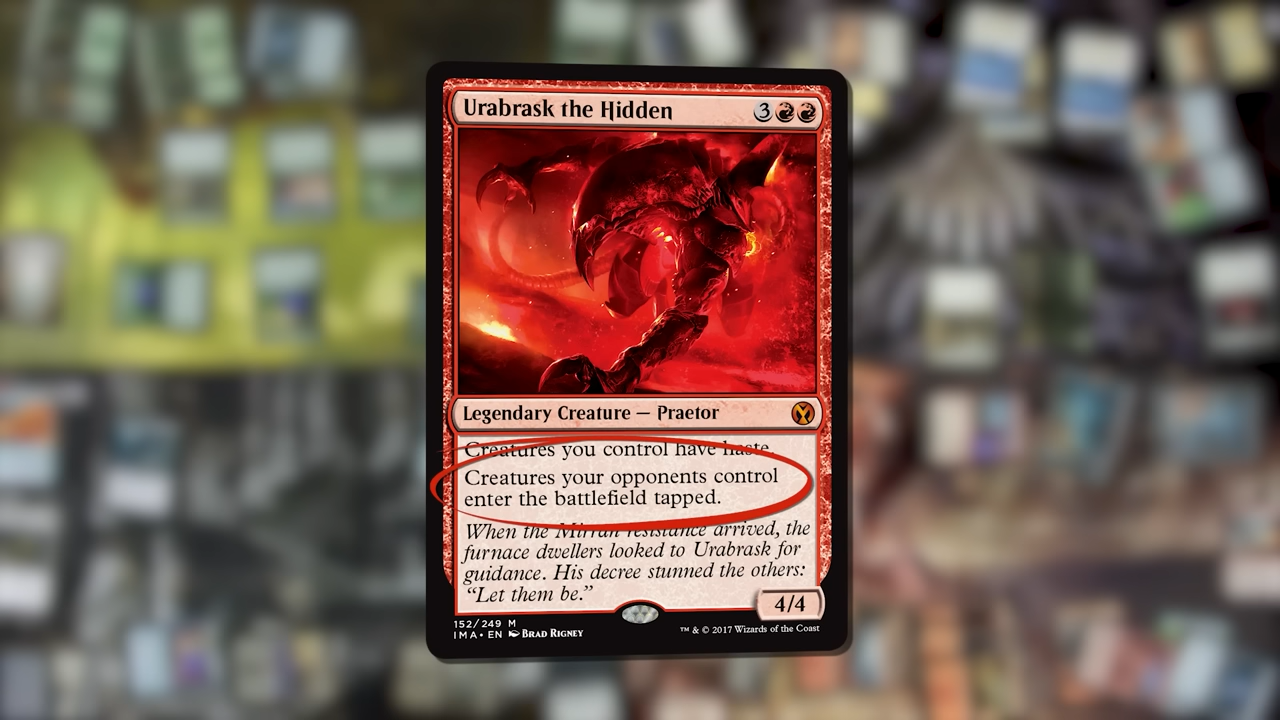 Urabrask the Hidden 3
Legendary Creature — Praetor
Creatures you control have haste.
Creatures your opponents control
enter the battlefield tapped.
When the Mirran resistance arrived, the
furnace dwellers looked to Urabrask for
guidance. His decree stunned the others:
“Let them be.”
4/4
152/249 M
IMA • EN Brad Rigney
™ & © 2017 Wizards of the Coast